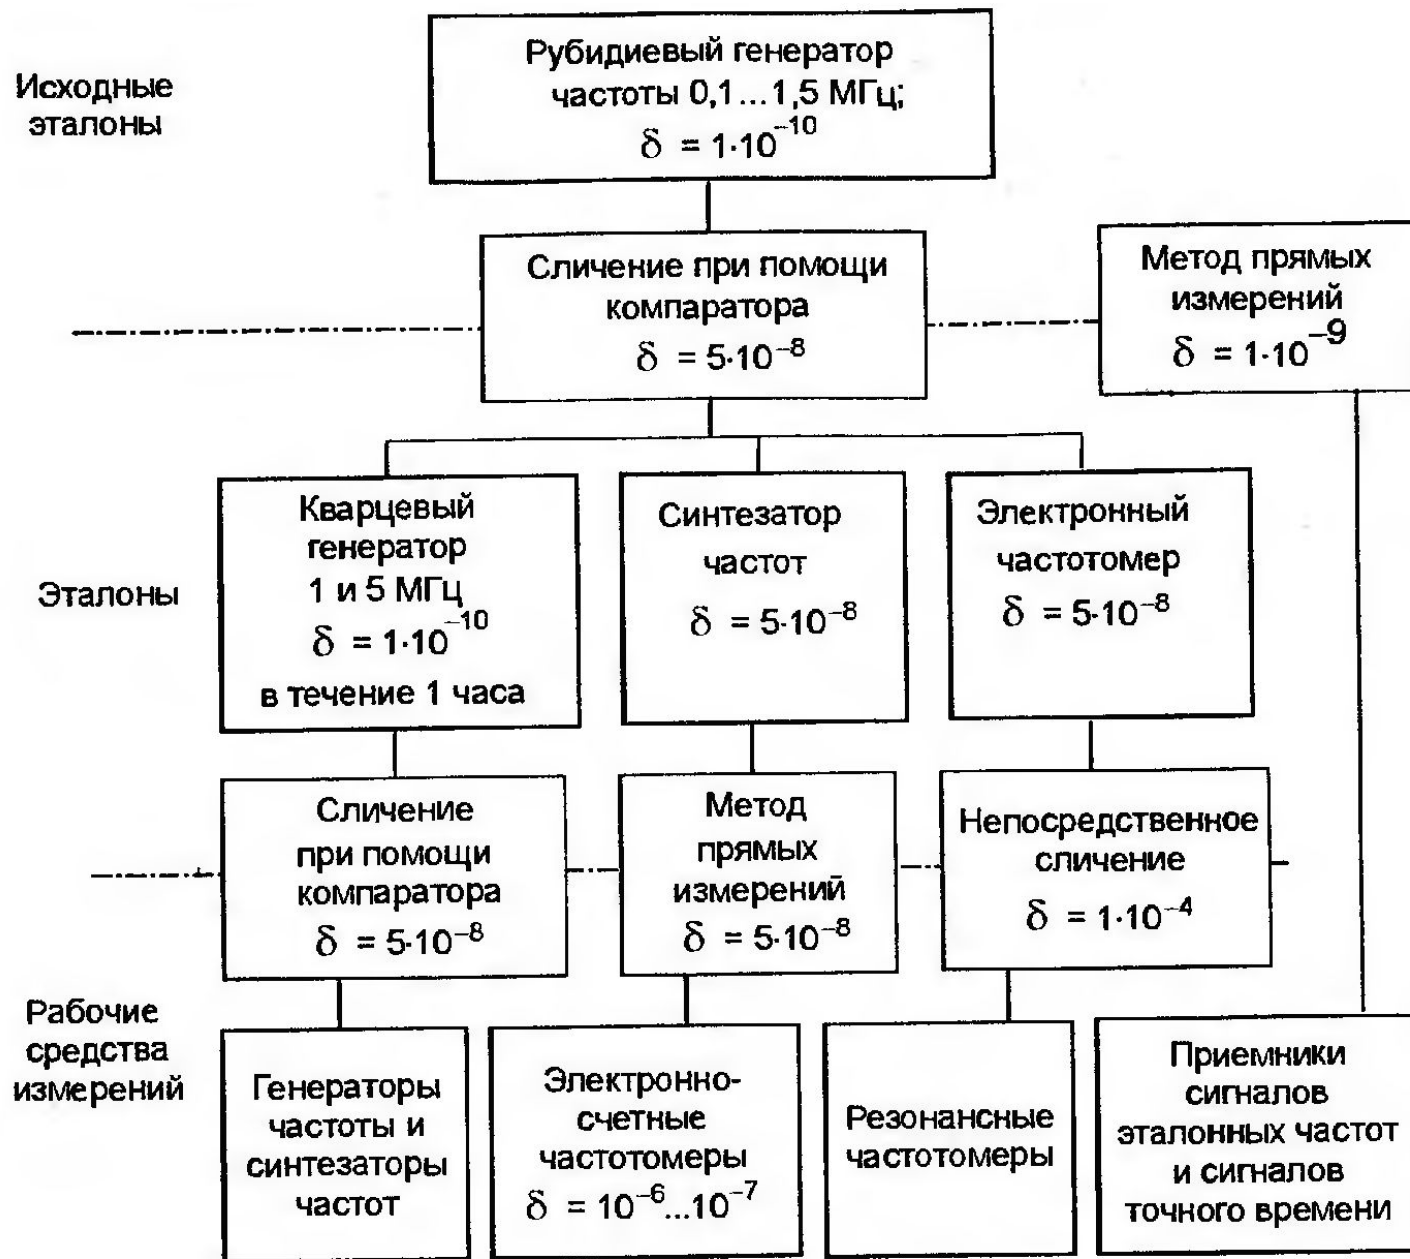 Исходные
эталоны
Рубидиевый генератор
частоты 0,1...1,5 МГц;
δ = 1·10⁻¹⁰
Сличение при помощи
компаратора
δ = 5·10⁻⁸
Метод прямых
измерений
δ = 1·10⁻⁹
Эталоны
Кварцевый
генератор
1 и 5 МГц
δ = 1·10⁻¹⁰
в течение 1 часа
Синтезатор
частот
δ = 5·10⁻⁸
Электронный
частотомер
δ = 5·10⁻⁸
Сличение
при помощи
компаратора
δ = 5·10⁻⁸
Метод
прямых
измерений
δ = 5·10⁻⁸
Непосредственное
сличение
δ = 1·10⁻⁴
Рабочие
средства
измерений
Генераторы
частоты и
синтезаторы
частот
Электронно-
счетные
частотомеры
δ = 10⁻⁶...10⁻⁷
Резонансные
частотомеры
Приемники
сигналов
эталонных частот
и сигналов
точного времени